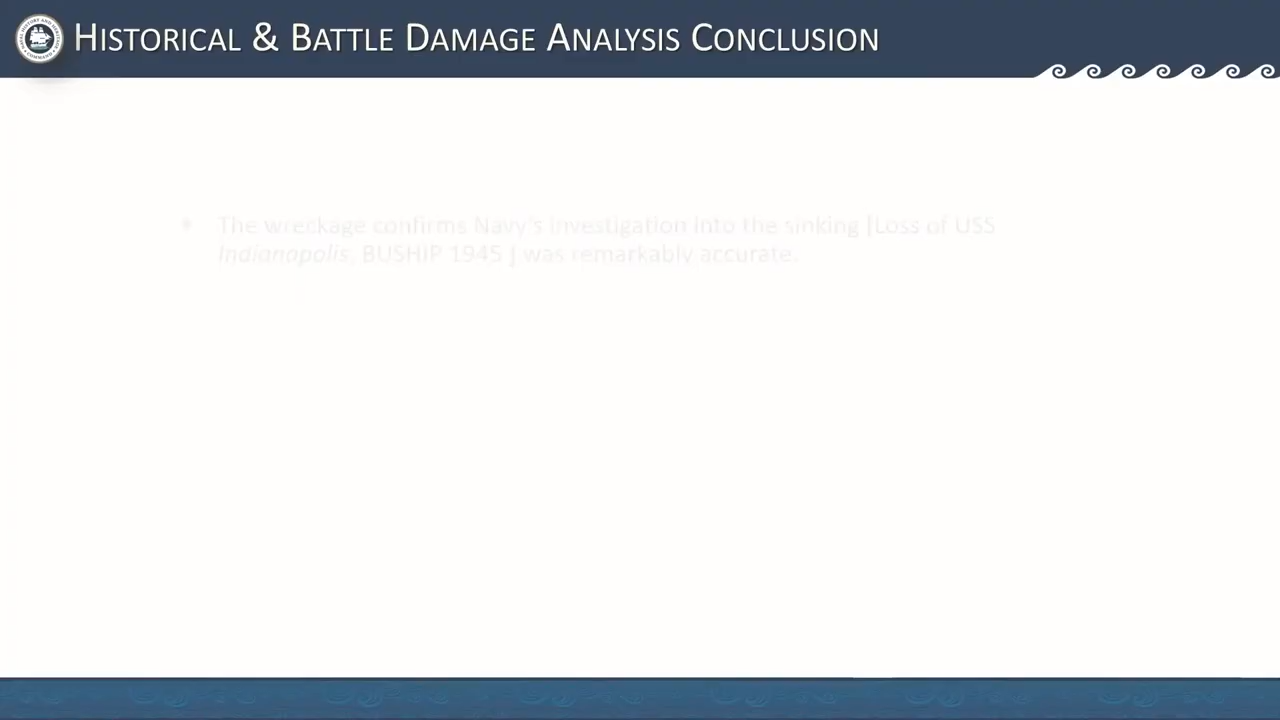 HISTORICAL & BATTLE DAMAGE ANALYSIS CONCLUSION
• The wreckage confirms Navy's investigation into the sinking [Loss of USS
Indianapolis, BUSHIP 1945 ] was remarkably accurate.